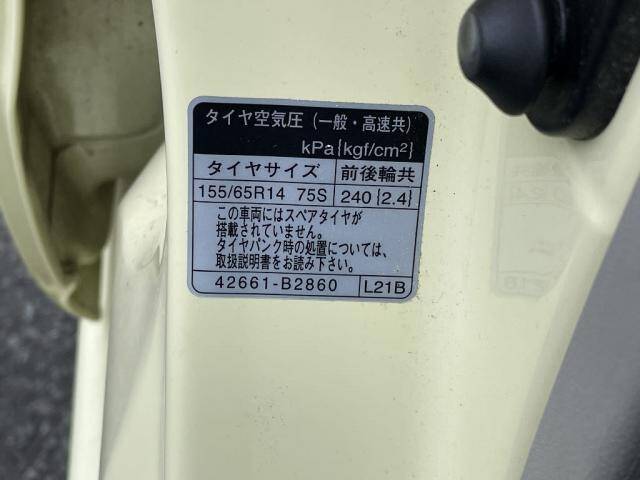 タイヤ空気圧（一般・高速共）
kPa{kgf/cm²}
タイヤサイズ 前後輪共
155/65R14 75S 240{2.4}
この車両にはスペアタイヤが
搭載されていません。
タイヤパンク時の処置については、
取扱説明書をお読み下さい。
42661-B2860 L21B